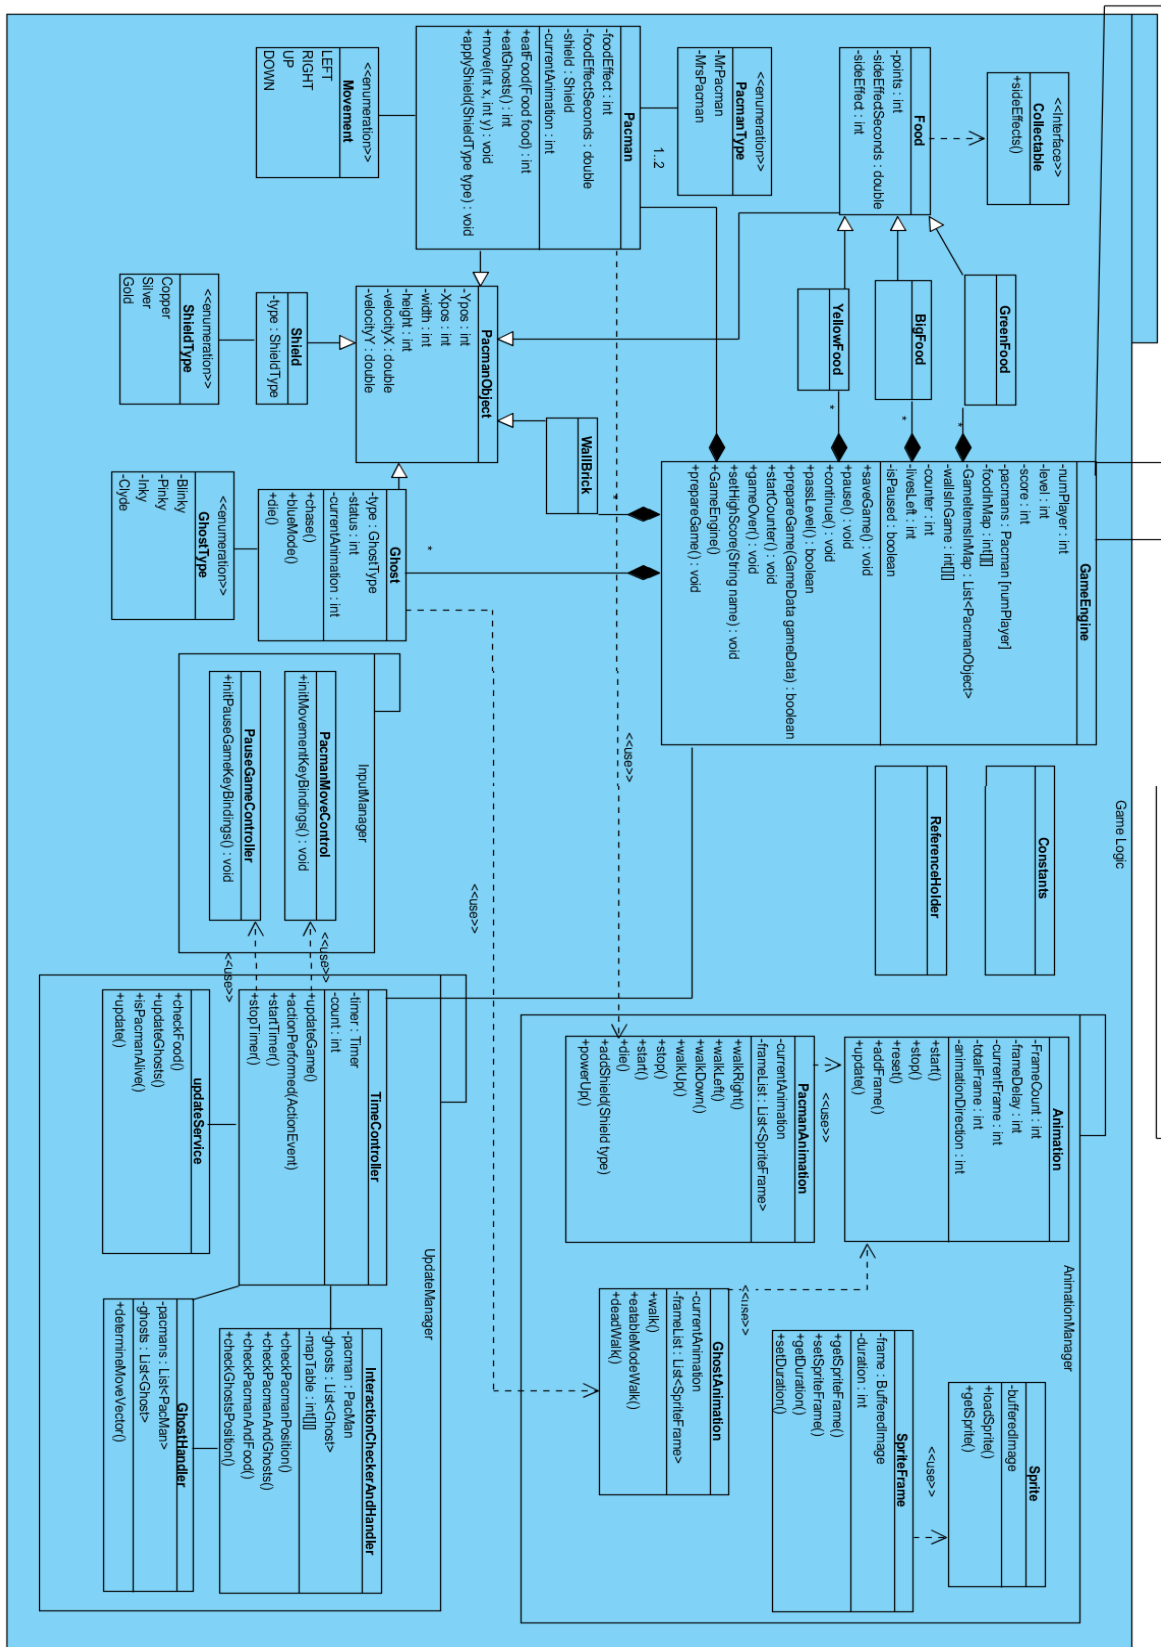 Game Logic
<<Interface>>
Collectable
+sideEffects()
Food
-points : int
-sideEffectSeconds : double
-sideEffect : int
GreenFood
BigFood
YellowFood
*
*
*
<<enumeration>>
PacmanType
-MrPacman
-MrsPacman
1..2
Pacman
-foodEffect : int
-foodEffectSeconds : double
-shield : Shield
-currentAnimation : int
+eatFood(Food food) : int
+eatGhosts() : int
+move(int x, int y) : void
+applyShield(ShieldType type) : void
<<enumeration>>
Movement
LEFT
RIGHT
UP
DOWN
PacmanObject
-Ypos : int
-Xpos : int
-width : int
-height : int
-velocityX : double
-velocityY : double
Shield
-type : ShieldType
<<enumeration>>
ShieldType
Copper
Silver
Gold
WallBrick
*
Ghost
-type : GhostType
-status : int
-currentAnimation : int
+chase()
+blueMode()
+die()
*
<<enumeration>>
GhostType
-Blinky
-Pinky
-Inky
-Clyde
GameEngine
-numPlayer : int
-level : int
-score : int
-pacmans : Pacman [numPlayer]
-foodInMap : int[][]
-GameItemsInMap : List<PacmanObject>
-wallsInGame : int[][]
-counter : int
-livesLeft : int
-isPaused : boolean
+saveGame() : void
+pause() : void
+continue() : void
+passLevel() : boolean
+prepareGame(GameData gameData) : boolean
+startCounter() : void
+gameOver() : void
+setHighScore(String name) : void
+GameEngine()
+prepareGame() : void
Constants
ReferenceHolder
<<use>>
<<use>>
InputManager
PacmanMoveControl
+initMovementKeyBindings() : void
PauseGameController
+initPauseGameKeyBindings() : void
<<use>>
<<use>>
AnimationManager
Animation
-FrameCount : int
-frameDelay : int
-currentFrame : int
-totalFrame : int
-animationDirection : int
+start()
+stop()
+reset()
+addFrame()
+update()
<<use>>
PacmanAnimation
-currentAnimation
-frameList : List<SpriteFrame>
+walkRight()
+walkLeft()
+walkDown()
+walkUp()
+stop()
+start()
+die()
+addShield(Shield type)
+powerUp()
<<use>>
GhostAnimation
-currentAnimation
-frameList : List<SpriteFrame>
+walk()
+eatableModeWalk()
+deadWalk()
Sprite
-bufferedImage
+loadSprite()
+getSprite()
<<use>>
SpriteFrame
-frame : BufferedImage
-duration : int
+getSpriteFrame()
+setSpriteFrame()
+getDuration()
+setDuration()
UpdateManager
TimeController
-timer : Timer
-count : int
+updateGame()
+actionPerformed(ActionEvent)
+startTimer()
+stopTimer()
updateService
+checkFood()
+updateGhosts()
+isPacmanAlive()
+update()
InteractionCheckerAndHandler
-pacman : PacMan
-ghosts : List<Ghost>
-mapTable : int[][]
+checkPacmanPosition()
+checkPacmanAndGhosts()
+checkPacmanAndFood()
+checkGhostsPosition()
GhostHandler
-pacmans : List<PacMan>
-ghosts : List<Ghost>
+determineMoveVector()